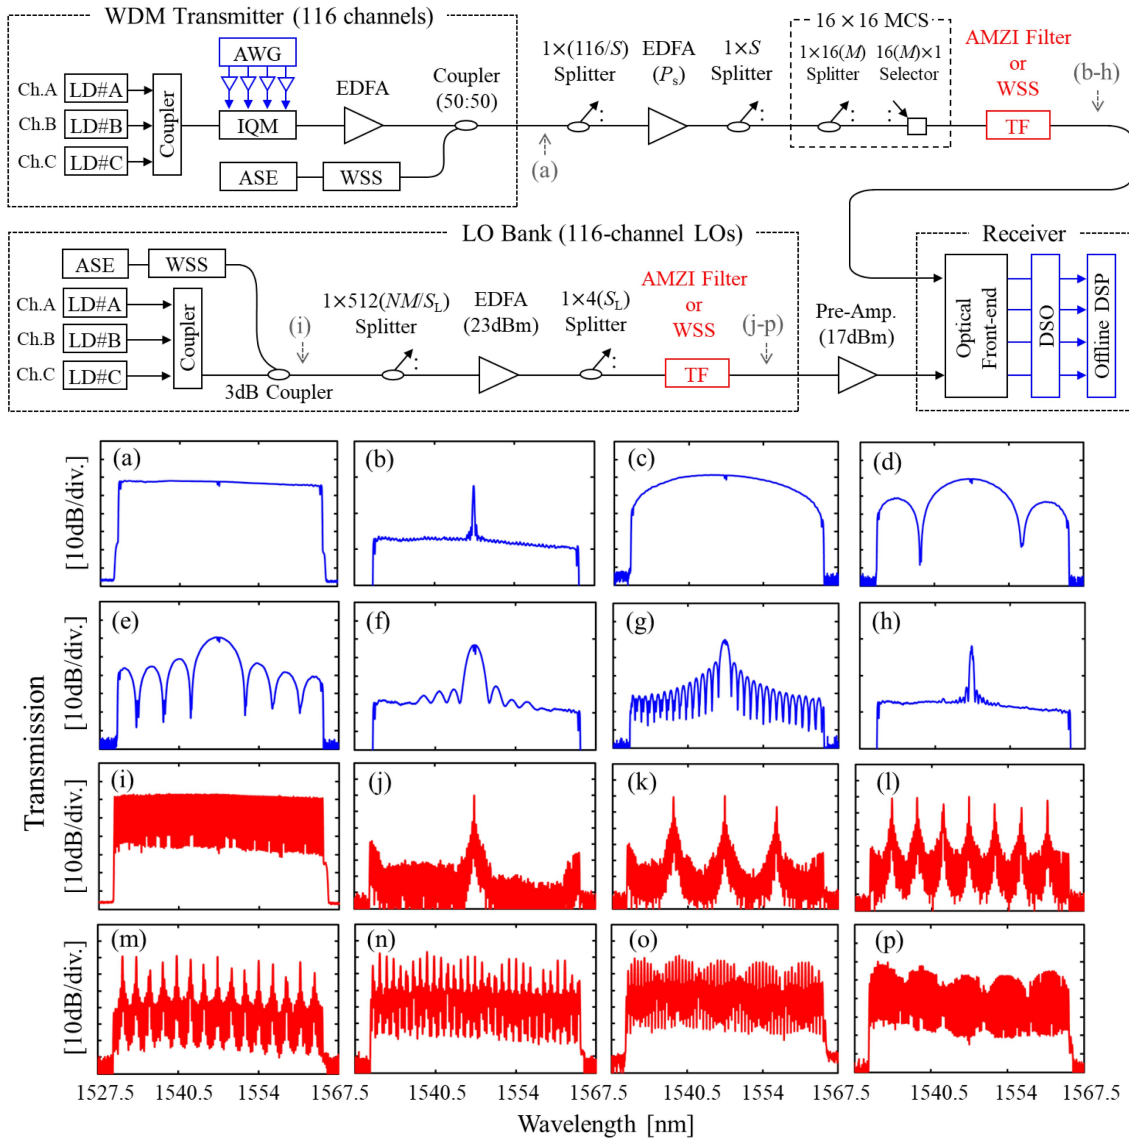 WDM Transmitter (116 channels)
Ch.A LD#A
Ch.B LD#B
Ch.C LD#C
Coupler
AWG
IQM
EDFA
Coupler
(50:50)
ASE WSS
(a)
1×(116/S)
Splitter
EDFA
(Ps)
1×S
Splitter
16 × 16 MCS
1×16(M)
Splitter
16(M)×1
Selector
AMZI Filter
or
WSS
TF
(b-h)
LO Bank (116-channel LOs)
ASE WSS
Ch.A LD#A
Ch.B LD#B
Ch.C LD#C
Coupler
3dB Coupler
(i)
1×512(NM/SL)
Splitter
EDFA
(23dBm)
1×4(SL)
Splitter
AMZI Filter
or
WSS
TF
(j-p)
Pre-Amp.
(17dBm)
Receiver
Optical
Front-end
DSO
Offline DSP
Transmission
[10dB/div.]
(a) (b) (c) (d)
[10dB/div.]
(e) (f) (g) (h)
[10dB/div.]
(i) (j) (k) (l)
[10dB/div.]
(m) (n) (o) (p)
1527.5 1540.5 1554 1567.5 1540.5 1554 1567.5 1540.5 1554 1567.5 1540.5 1554 1567.5
Wavelength [nm]